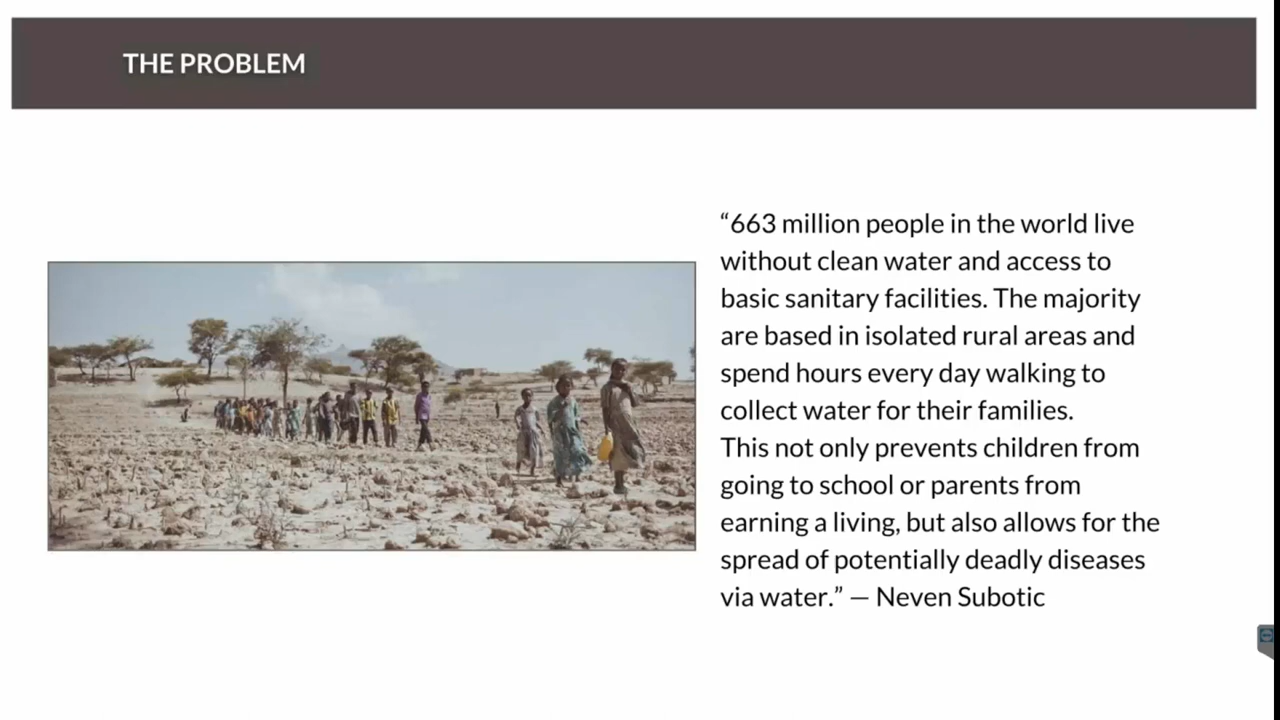 THE PROBLEM
“663 million people in the world live
without clean water and access to
basic sanitary facilities. The majority
are based in isolated rural areas and
spend hours every day walking to
collect water for their families.
This not only prevents children from
going to school or parents from
earning a living, but also allows for the
spread of potentially deadly diseases
via water.” — Neven Subotic